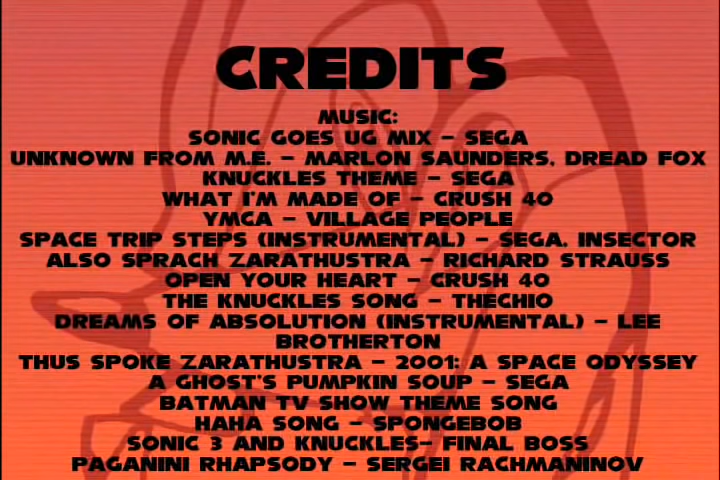 CREDITS
MUSIC:
SONIC GOES UG MIX - SEGA
UNKNOWN FROM M.E. - MARLON SAUNDERS, DREAD FOX
KNUCKLES THEME - SEGA
WHAT I'M MADE OF - CRUSH 40
YMCA - VILLAGE PEOPLE
SPACE TRIP STEPS (INSTRUMENTAL) - SEGA, INSECTOR
ALSO SPRACH ZARATHUSTRA - RICHARD STRAUSS
OPEN YOUR HEART - CRUSH 40
THE KNUCKLES SONG - THECHIO
DREAMS OF ABSOLUTION (INSTRUMENTAL) - LEE
BROTHERTON
THUS SPOKE ZARATHUSTRA - 2001: A SPACE ODYSSEY
A GHOST'S PUMPKIN SOUP - SEGA
BATMAN TV SHOW THEME SONG
HAHA SONG - SPONGEBOB
SONIC 3 AND KNUCKLES- FINAL BOSS
PAGANINI RHAPSODY - SERGEI RACHMANINOV